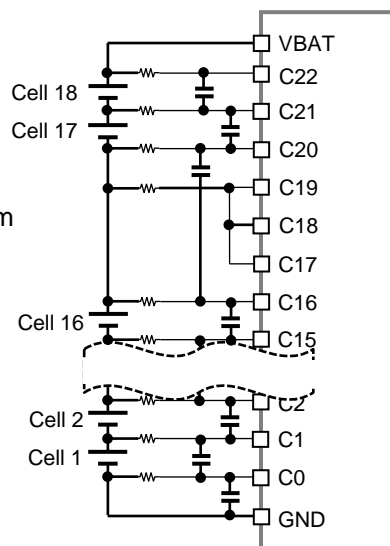 VBAT
C22
Cell 18
C21
Cell 17
C20
C19
m
C18
C17
C16
Cell 16
C15
C2
Cell 2
C1
Cell 1
C0
GND